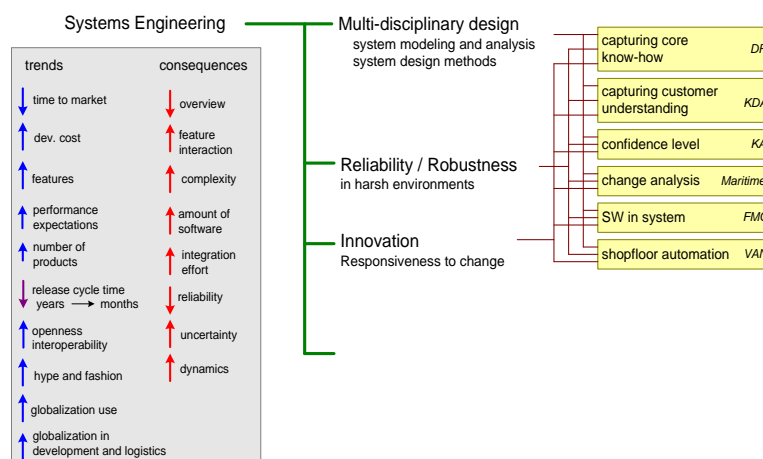 Systems Engineering
trends
consequences
time to market
dev. cost
features
performance
expectations
number of
products
release cycle time
years
months
openness
interoperability
hype and fashion
globalization use
globalization in
development and logistics
overview
feature
interaction
complexity
amount of
software
integration
effort
reliability
uncertainty
dynamics
Multi-disciplinary design
system modeling and analysis
system design methods
Reliability / Robustness
in harsh environments
Innovation
Responsiveness to change
capturing core
know-how
capturing customer
understanding
KDA
confidence level
KA
change analysis
Maritime
SW in system
FMC
shopfloor automation
VAN